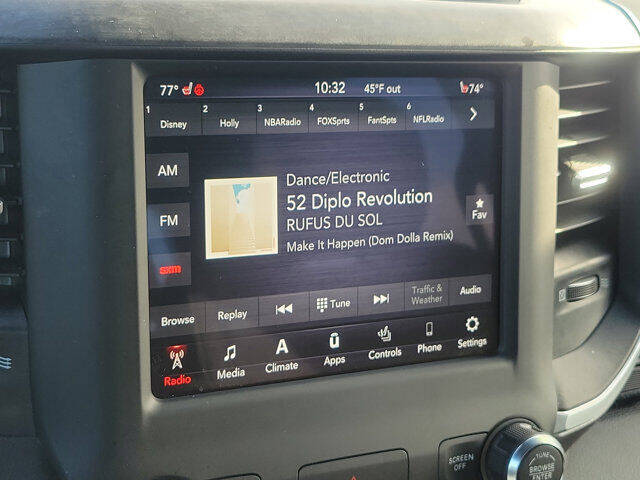 77° 10:32 45°F out 74°
1 Disney 2 Holly 3 NBARadio 4 FOXSprts 5 FantSpts 6 NFLRadio
AM
FM
sxm
Dance/Electronic
52 Diplo Revolution
RUFUS DU SOL
Make It Happen (Dom Dolla Remix)
Fav
Browse Replay Tune Traffic & Weather Audio
Radio Media Climate Apps Controls Phone Settings
SCREEN OFF
TUNE
BROWSE
ENTER